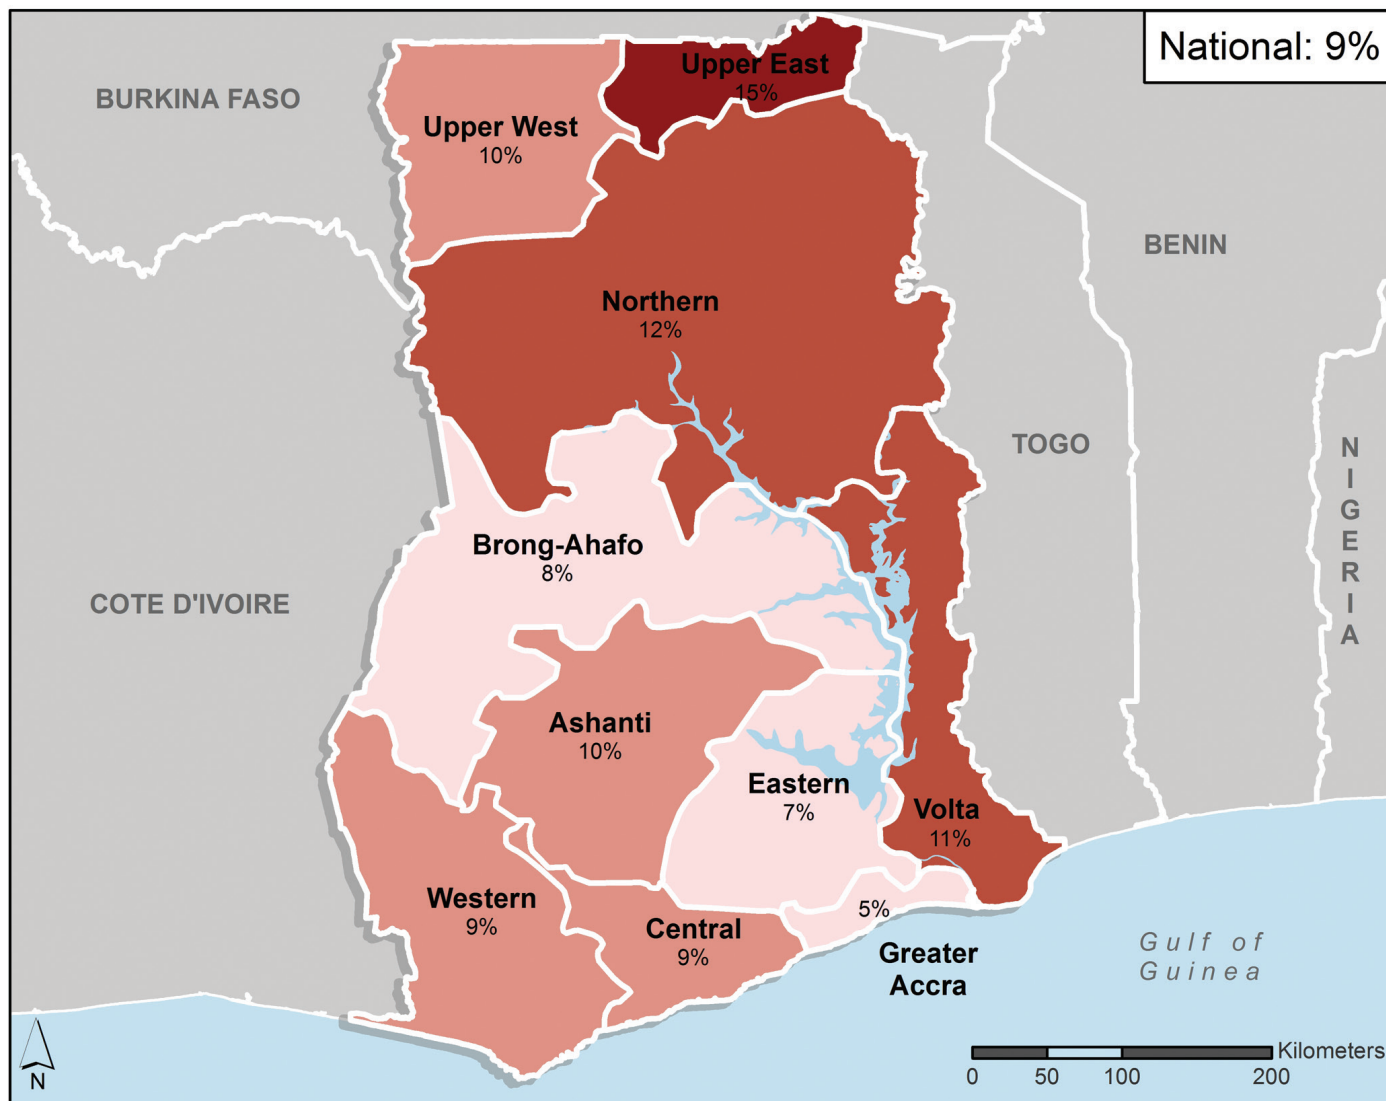 National: 9%
BURKINA FASO
Upper East
15%
Upper West
10%
BENIN
Northern
12%
TOGO
NIGERIA
Brong-Ahafo
8%
COTE D'IVOIRE
Ashanti
10%
Eastern
7%
Volta
11%
Western
9%
Central
9%
5%
Greater
Accra
Gulf of
Guinea
N
Kilometers
0 50 100 200